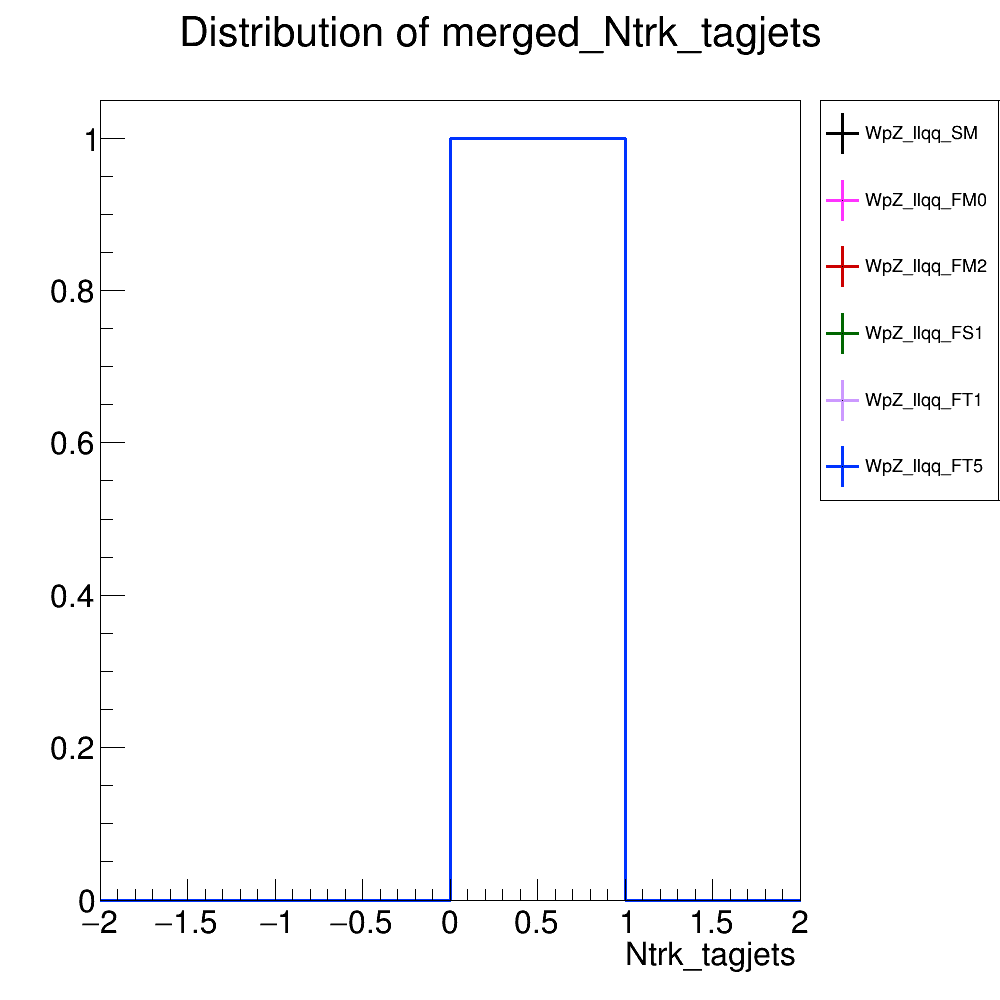 Distribution of merged_Ntrk_tagjets
1
0.8
0.6
0.4
0.2
0
−2 −1.5 −1 −0.5 0 0.5 1 1.5 2
Ntrk_tagjets
WpZ_llqq_SM
WpZ_llqq_FM0
WpZ_llqq_FM2
WpZ_llqq_FS1
WpZ_llqq_FT1
WpZ_llqq_FT5